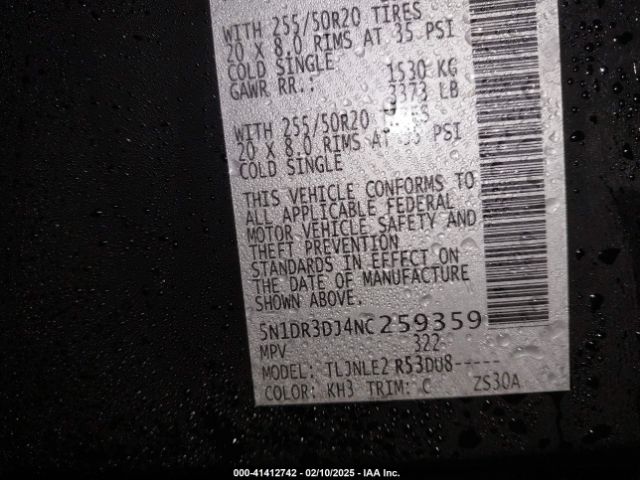 WITH 255/50R20 TIRES
20 X 8.0 RIMS AT 35 PSI
COLD SINGLE
1530 KG
GAWR RR.: 3373 LB
WITH 255/50R20
20 X 8.0 RIMS AT 35 PSI
COLD SINGLE
THIS VEHICLE CONFORMS TO
ALL APPLICABLE FEDERAL
MOTOR VEHICLE SAFETY AND
THEFT PREVENTION
STANDARDS IN EFFECT ON
THE DATE OF MANUFACTURE
SHOWN ABOVE.
5N1DR3DJ4NC259359
MPV 322
MODEL: TLJNLE2 R53DU8-----
COLOR: KH3 TRIM: C ZS30A
000-41412742 - 02/10/2025 - IAA Inc.